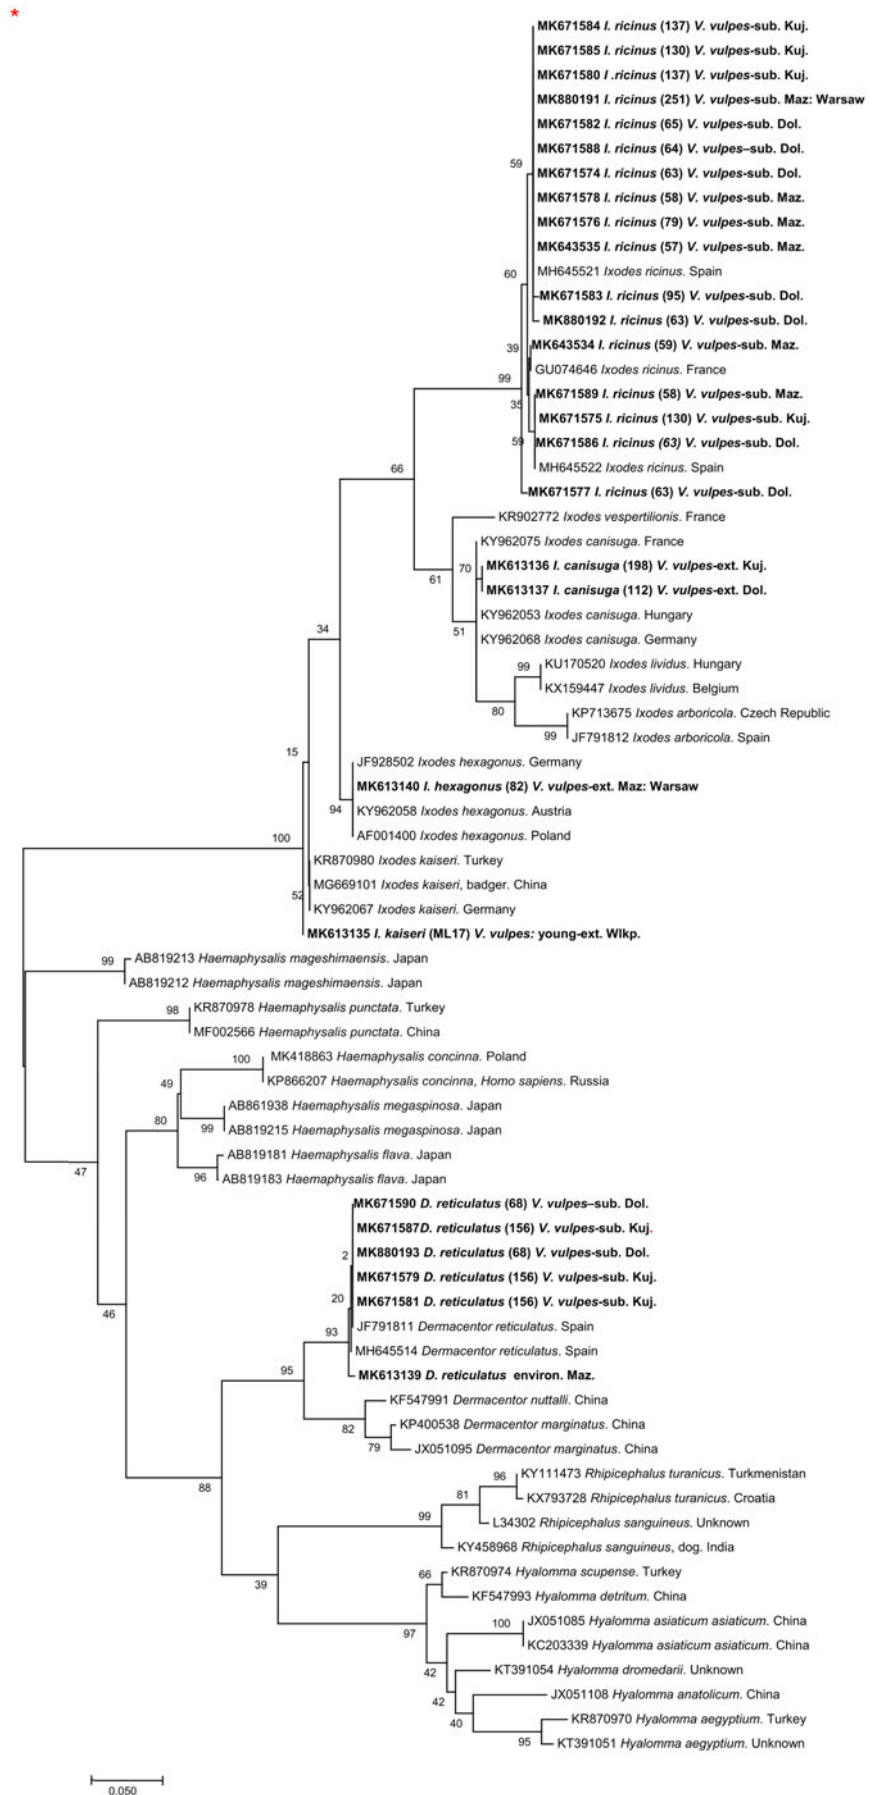 *
MK671584 I. ricinus (137) V. vulpes-sub. Kuj.
MK671585 I. ricinus (130) V. vulpes-sub. Kuj.
MK671580 I .ricinus (137) V. vulpes-sub. Kuj.
MK880191 I. ricinus (251) V. vulpes-sub. Maz: Warsaw
MK671582 I. ricinus (65) V. vulpes-sub. Dol.
MK671588 I. ricinus (64) V. vulpes–sub. Dol.
59
MK671574 I. ricinus (63) V. vulpes-sub. Dol.
MK671578 I. ricinus (58) V. vulpes-sub. Maz.
MK671576 I. ricinus (79) V. vulpes-sub. Maz.
MK643535 I. ricinus (57) V. vulpes-sub. Maz.
60
MH645521 Ixodes ricinus. Spain
MK671583 I. ricinus (95) V. vulpes-sub. Dol.
MK880192 I. ricinus (63) V. vulpes-sub. Dol.
39
MK643534 I. ricinus (59) V. vulpes-sub. Maz.
GU074646 Ixodes ricinus. France
99
MK671589 I. ricinus (58) V. vulpes-sub. Maz.
35
MK671575 I. ricinus (130) V. vulpes-sub. Kuj.
59
MK671586 I. ricinus (63) V. vulpes-sub. Dol.
66
MH645522 Ixodes ricinus. Spain
MK671577 I. ricinus (63) V. vulpes-sub. Dol.
KR902772 Ixodes vespertilionis. France
KY962075 Ixodes canisuga. France
70
MK613136 I. canisuga (198) V. vulpes-ext. Kuj.
61
MK613137 I. canisuga (112) V. vulpes-ext. Dol.
KY962053 Ixodes canisuga. Hungary
34
51
KY962068 Ixodes canisuga. Germany
99
KU170520 Ixodes lividus. Hungary
KX159447 Ixodes lividus. Belgium
80
KP713675 Ixodes arboricola. Czech Republic
99
JF791812 Ixodes arboricola. Spain
15
JF928502 Ixodes hexagonus. Germany
MK613140 I. hexagonus (82) V. vulpes-ext. Maz: Warsaw
94
KY962058 Ixodes hexagonus. Austria
AF001400 Ixodes hexagonus. Poland
100
KR870980 Ixodes kaiseri. Turkey
MG669101 Ixodes kaiseri, badger. China
52
KY962067 Ixodes kaiseri. Germany
MK613135 I. kaiseri (ML17) V. vulpes: young-ext. Wlkp.
99
AB819213 Haemaphysalis mageshimaensis. Japan
AB819212 Haemaphysalis mageshimaensis. Japan
98
KR870978 Haemaphysalis punctata. Turkey
MF002566 Haemaphysalis punctata. China
100
MK418863 Haemaphysalis concinna. Poland
49
KP866207 Haemaphysalis concinna, Homo sapiens. Russia
AB861938 Haemaphysalis megaspinosa. Japan
80
99
AB819215 Haemaphysalis megaspinosa. Japan
AB819181 Haemaphysalis flava. Japan
47
96
AB819183 Haemaphysalis flava. Japan
MK671590 D. reticulatus (68) V. vulpes–sub. Dol.
MK671587D. reticulatus (156) V. vulpes-sub. Kuj.
2
MK880193 D. reticulatus (68) V. vulpes-sub. Dol.
MK671579 D. reticulatus (156) V. vulpes-sub. Kuj.
20
MK671581 D. reticulatus (156) V. vulpes-sub. Kuj.
46
93
JF791811 Dermacentor reticulatus. Spain
MH645514 Dermacentor reticulatus. Spain
95
MK613139 D. reticulatus environ. Maz.
KF547991 Dermacentor nuttalli. China
82
KP400538 Dermacentor marginatus. China
79
JX051095 Dermacentor marginatus. China
96
KY111473 Rhipicephalus turanicus. Turkmenistan
88
81
KX793728 Rhipicephalus turanicus. Croatia
99
L34302 Rhipicephalus sanguineus. Unknown
KY458968 Rhipicephalus sanguineus, dog. India
66
KR870974 Hyalomma scupense. Turkey
39
KF547993 Hyalomma detritum. China
100
JX051085 Hyalomma asiaticum asiaticum. China
97
KC203339 Hyalomma asiaticum asiaticum. China
42
KT391054 Hyalomma dromedarii. Unknown
42
JX051108 Hyalomma anatolicum. China
40
KR870970 Hyalomma aegyptium. Turkey
95
KT391051 Hyalomma aegyptium. Unknown
0.050